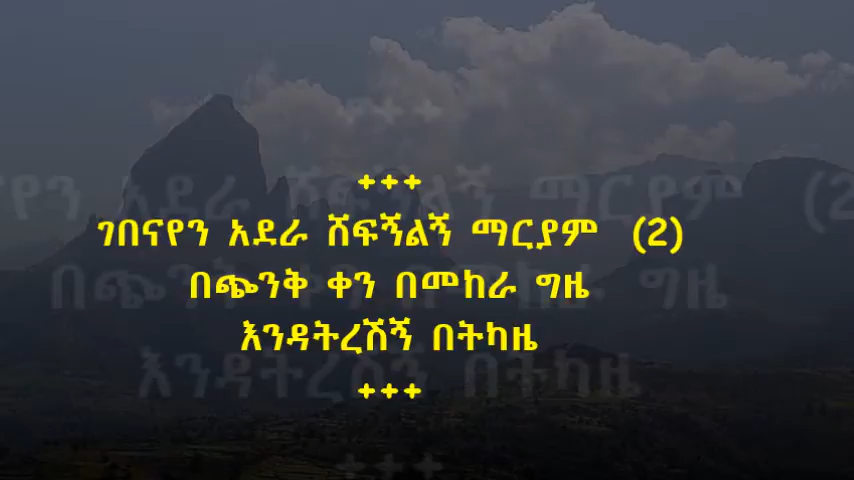 +++
ገበናየን አደራ ሸፍኝልኝ ማርያም (2)
በጭንቅ ቀን በመከራ ግዜ
እንዳትረሽኝ በትካዜ
+++